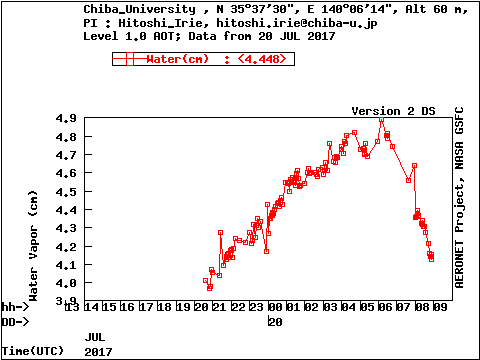 Chiba_University , N 35°37'30", E 140°06'14", Alt 60 m,
PI : Hitoshi_Irie, hitoshi.irie@chiba-u.jp
Level 1.0 AOT; Data from 20 JUL 2017
Water(cm) : <4.448>
Version 2 DS
4.9
4.8
4.7
4.6
4.5
4.4
4.3
4.2
4.1
4.0
3.9
Water Vapor (cm)
AERONET Project, NASA GSFC
hh-> 13 14 15 16 17 18 19 20 21 22 23 00 01 02 03 04 05 06 07 08 09
DD-> 20
JUL
Time(UTC) 2017